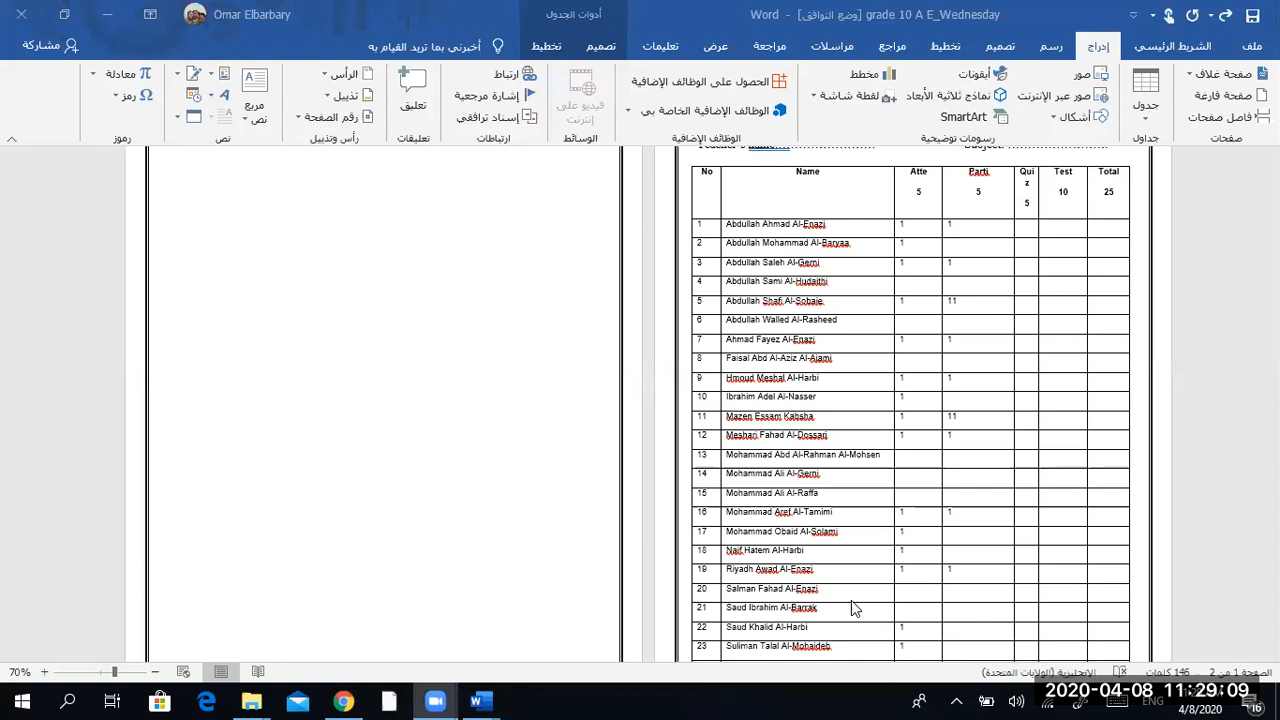 Omar Elbarbary
أدوات الجدول
grade 10 A E_Wednesday [وضع التوافق] - Word
ملف الشريط الرئيسي إدراج رسم تصميم تخطيط مراجع مراسلات مراجعة عرض تعليمات تصميم تخطيط أخبرني بما تريد القيام به مشاركة
صفحة غلاف
صفحة فارغة
فاصل صفحات
صفحات
جدول
جداول
صور
صور عبر الإنترنت
أشكال
أيقونات
نماذج ثلاثية الأبعاد
SmartArt
مخطط
لقطة شاشة
رسومات توضيحية
الحصول على الوظائف الإضافية
الوظائف الإضافية الخاصة بي
الوظائف الإضافية
فيديو على إنترنت
الوسائط
ارتباط
إشارة مرجعية
إسناد ترافقي
ارتباطات
تعليق
تعليقات
الرأس
تذييل
رقم الصفحة
رأس وتذييل
مربع نص
نص
معادلة
رمز
رموز
No Name Atte 5 Parti 5 Quiz 5 Test 10 Total 25
1 Abdullah Ahmad Al-Enazi 1 1
2 Abdullah Mohammad Al-Baryaa 1
3 Abdullah Saleh Al-Gerni 1 1
4 Abdullah Sami Al-Hudaithi
5 Abdullah Shafi Al-Sobaie 1 11
6 Abdullah Walled Al-Rasheed
7 Ahmad Fayez Al-Enazi 1 1
8 Faisal Abd Al-Aziz Al-Ajami
9 Hmoud Meshal Al-Harbi 1 1
10 Ibrahim Adel Al-Nasser 1
11 Mazen Essam Kahsha 1 11
12 Meshari Fahad Al-Dossari 1 1
13 Mohammad Abd Al-Rahman Al-Mohsen
14 Mohammad Ali Al-Gerni
15 Mohammad Ali Al-Raffa
16 Mohammad Aref Al-Tamimi 1 1
17 Mohammad Obaid Al-Solami 1
18 Naif Hatem Al-Harbi 1
19 Riyadh Awad Al-Enazi 1 1
20 Salman Fahad Al-Enazi
21 Saud Ibrahim Al-Barrak
22 Saud Khalid Al-Harbi 1
23 Suliman Talal Al-Mohaideb 1
الصفحة 1 من 2 146 كلمات الإنجليزية (الولايات المتحدة) 70%
2020-04-08 11:29:09
ENG 4/8/2020 16